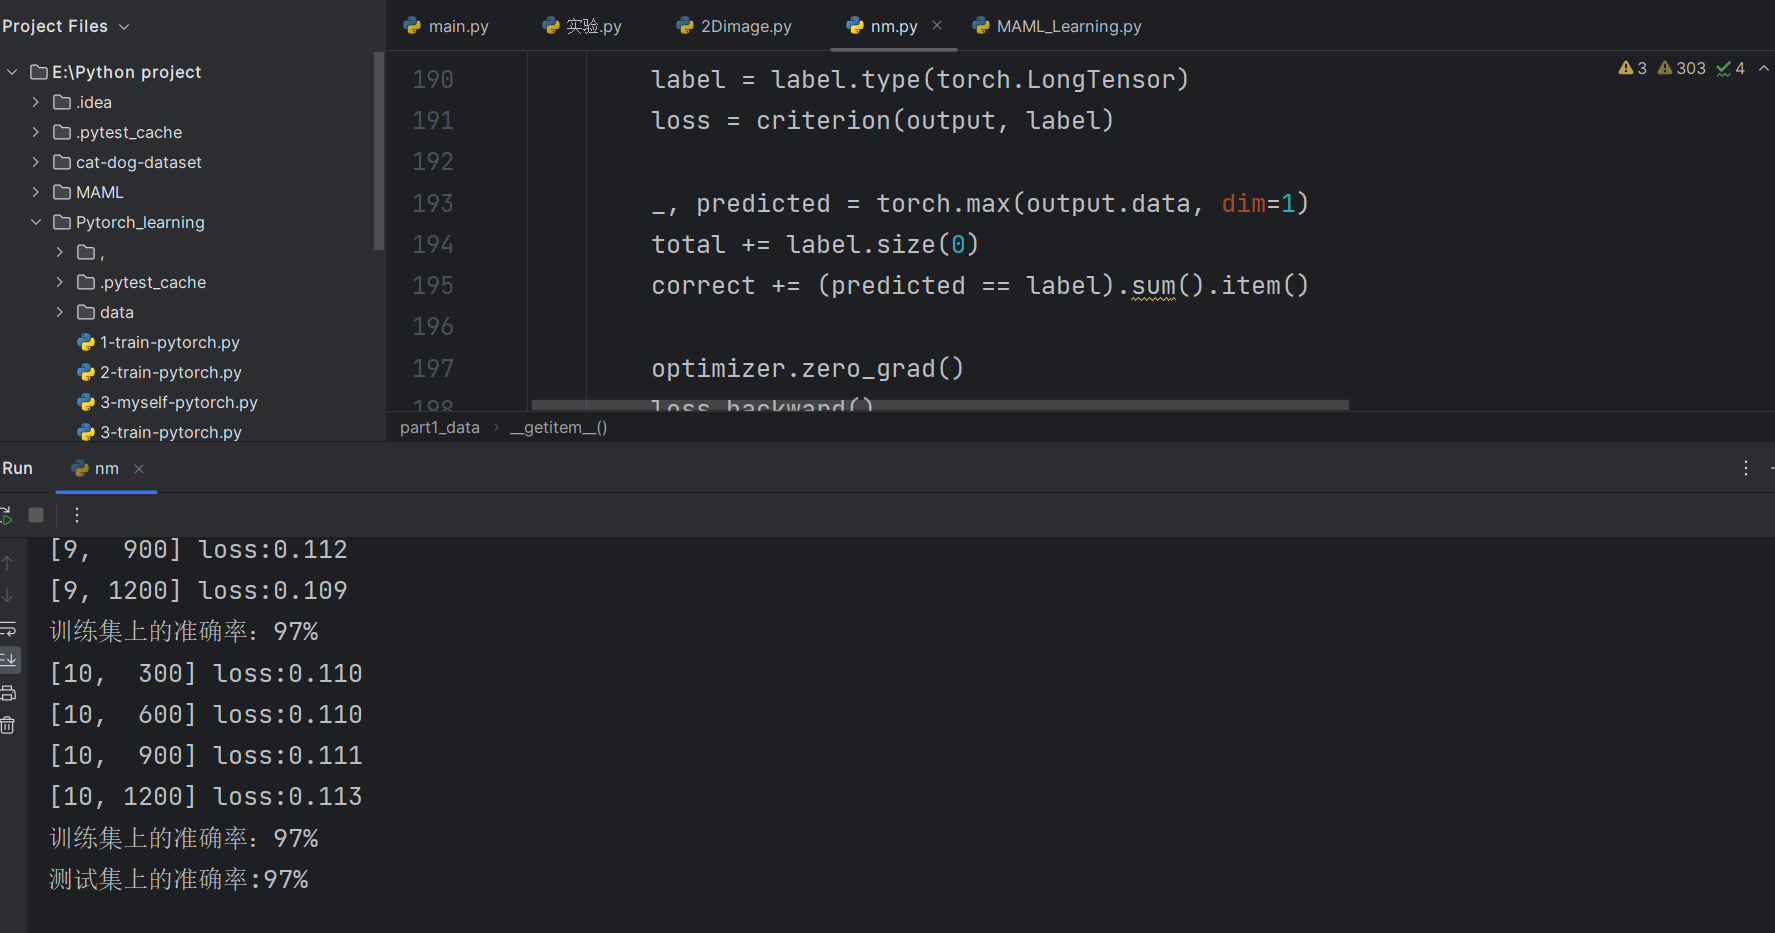 Project Files
main.py
实验.py
2Dimage.py
nm.py
MAML_Learning.py
E:\Python project
.idea
.pytest_cache
cat-dog-dataset
MAML
Pytorch_learning
,
.pytest_cache
data
1-train-pytorch.py
2-train-pytorch.py
3-myself-pytorch.py
3-train-pytorch.py
3 303 4
190 label = label.type(torch.LongTensor)
191 loss = criterion(output, label)
192
193 _, predicted = torch.max(output.data, dim=1)
194 total += label.size(0)
195 correct += (predicted == label).sum().item()
196
197 optimizer.zero_grad()
198 loss.backward()
part1_data › __getitem__()
Run nm
[9,  900] loss:0.112
[9, 1200] loss:0.109
训练集上的准确率：97%
[10,  300] loss:0.110
[10,  600] loss:0.110
[10,  900] loss:0.111
[10, 1200] loss:0.113
训练集上的准确率：97%
测试集上的准确率:97%